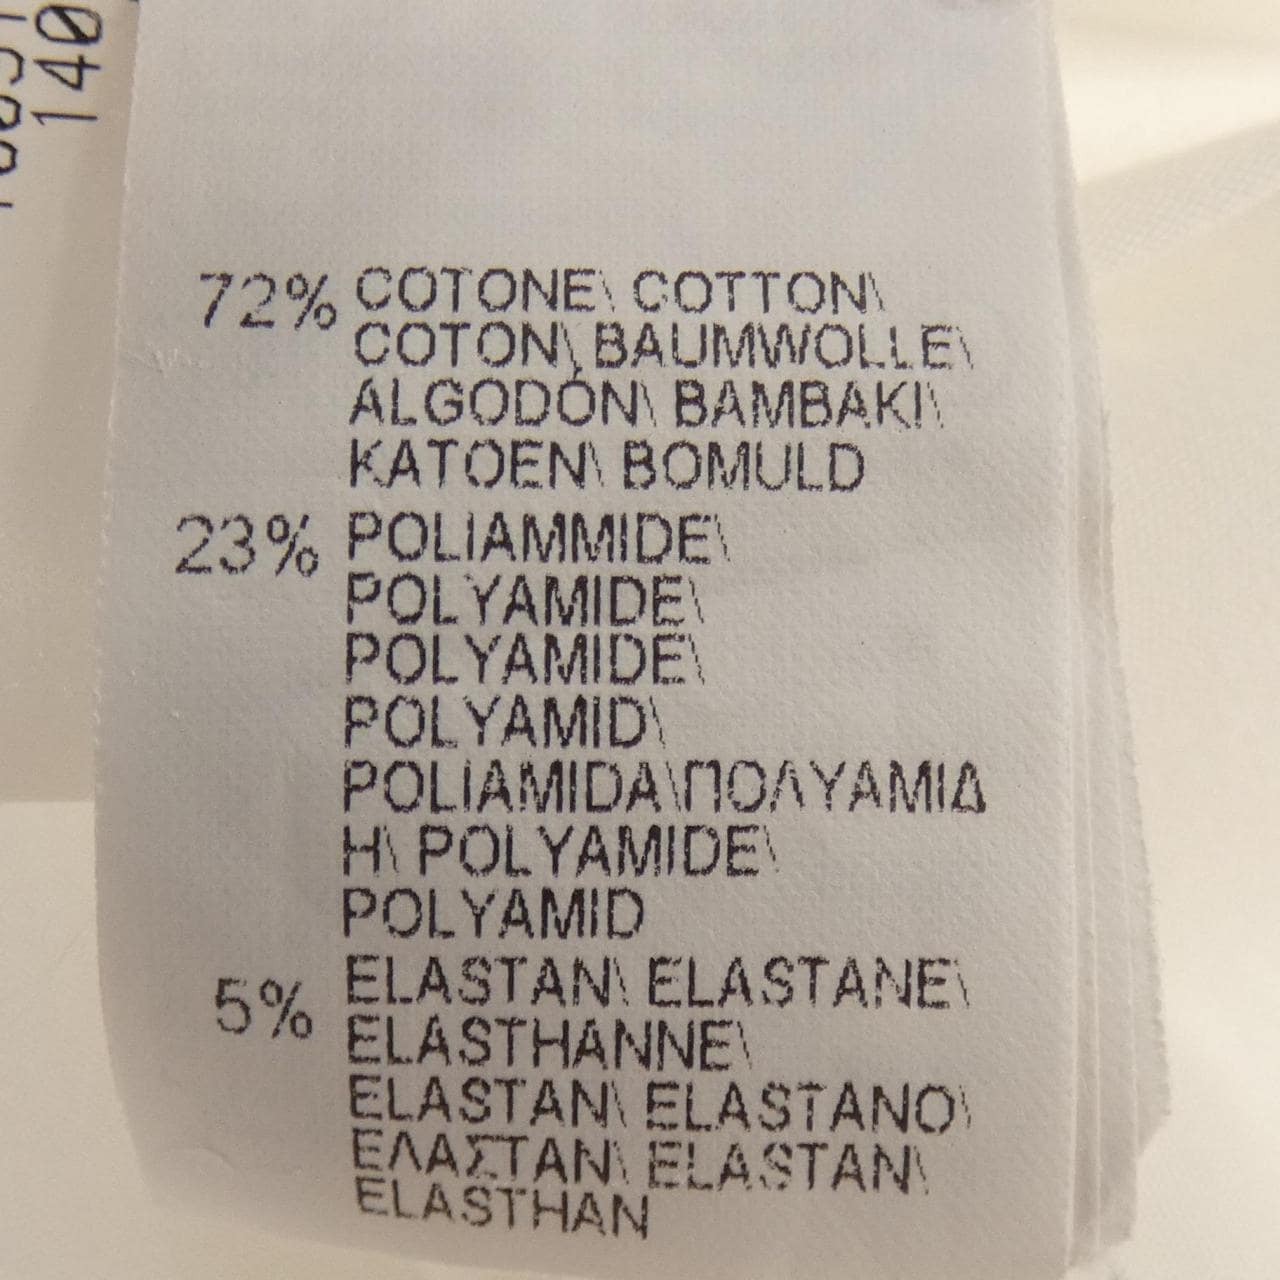 140
72% COTONE\ COTTON\
COTON\ BAUMWOLLE\
ALGODÓN\ BAMBAKI\
KATOEN\ BOMULD
23% POLIAMMIDE\
POLYAMIDE\
POLYAMIDE\
POLYAMID\
POLIAMIDA\ΠΟΛΥΑΜΙΔ
Η\ POLYAMIDE\
POLYAMID
5% ELASTAN\ ELASTANE\
ELASTHANNE\
ELASTAN\ ELASTANO\
ΕΛΑΣΤΑΝ\ ELASTAN\
ELASTHAN